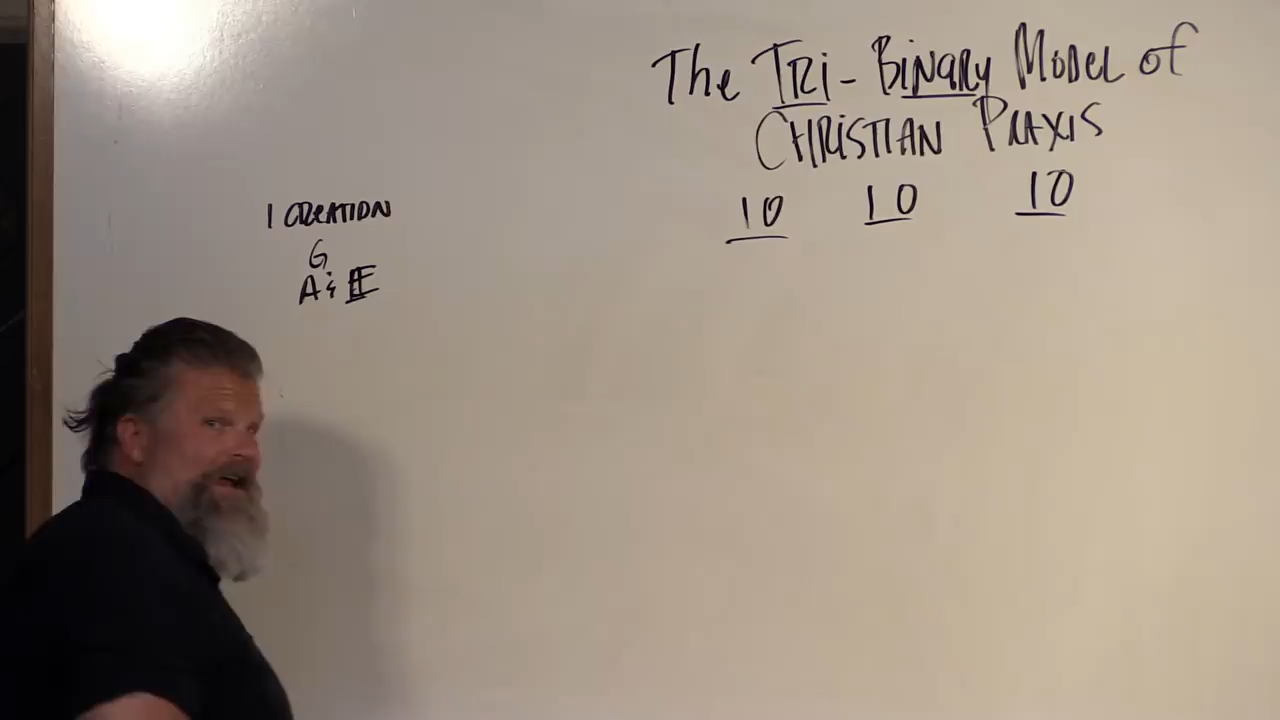 The TRi-BiNARy MODEL of
CHRiSTIAN PRAXIS
10 10 10
1 CREATION
G
A & E